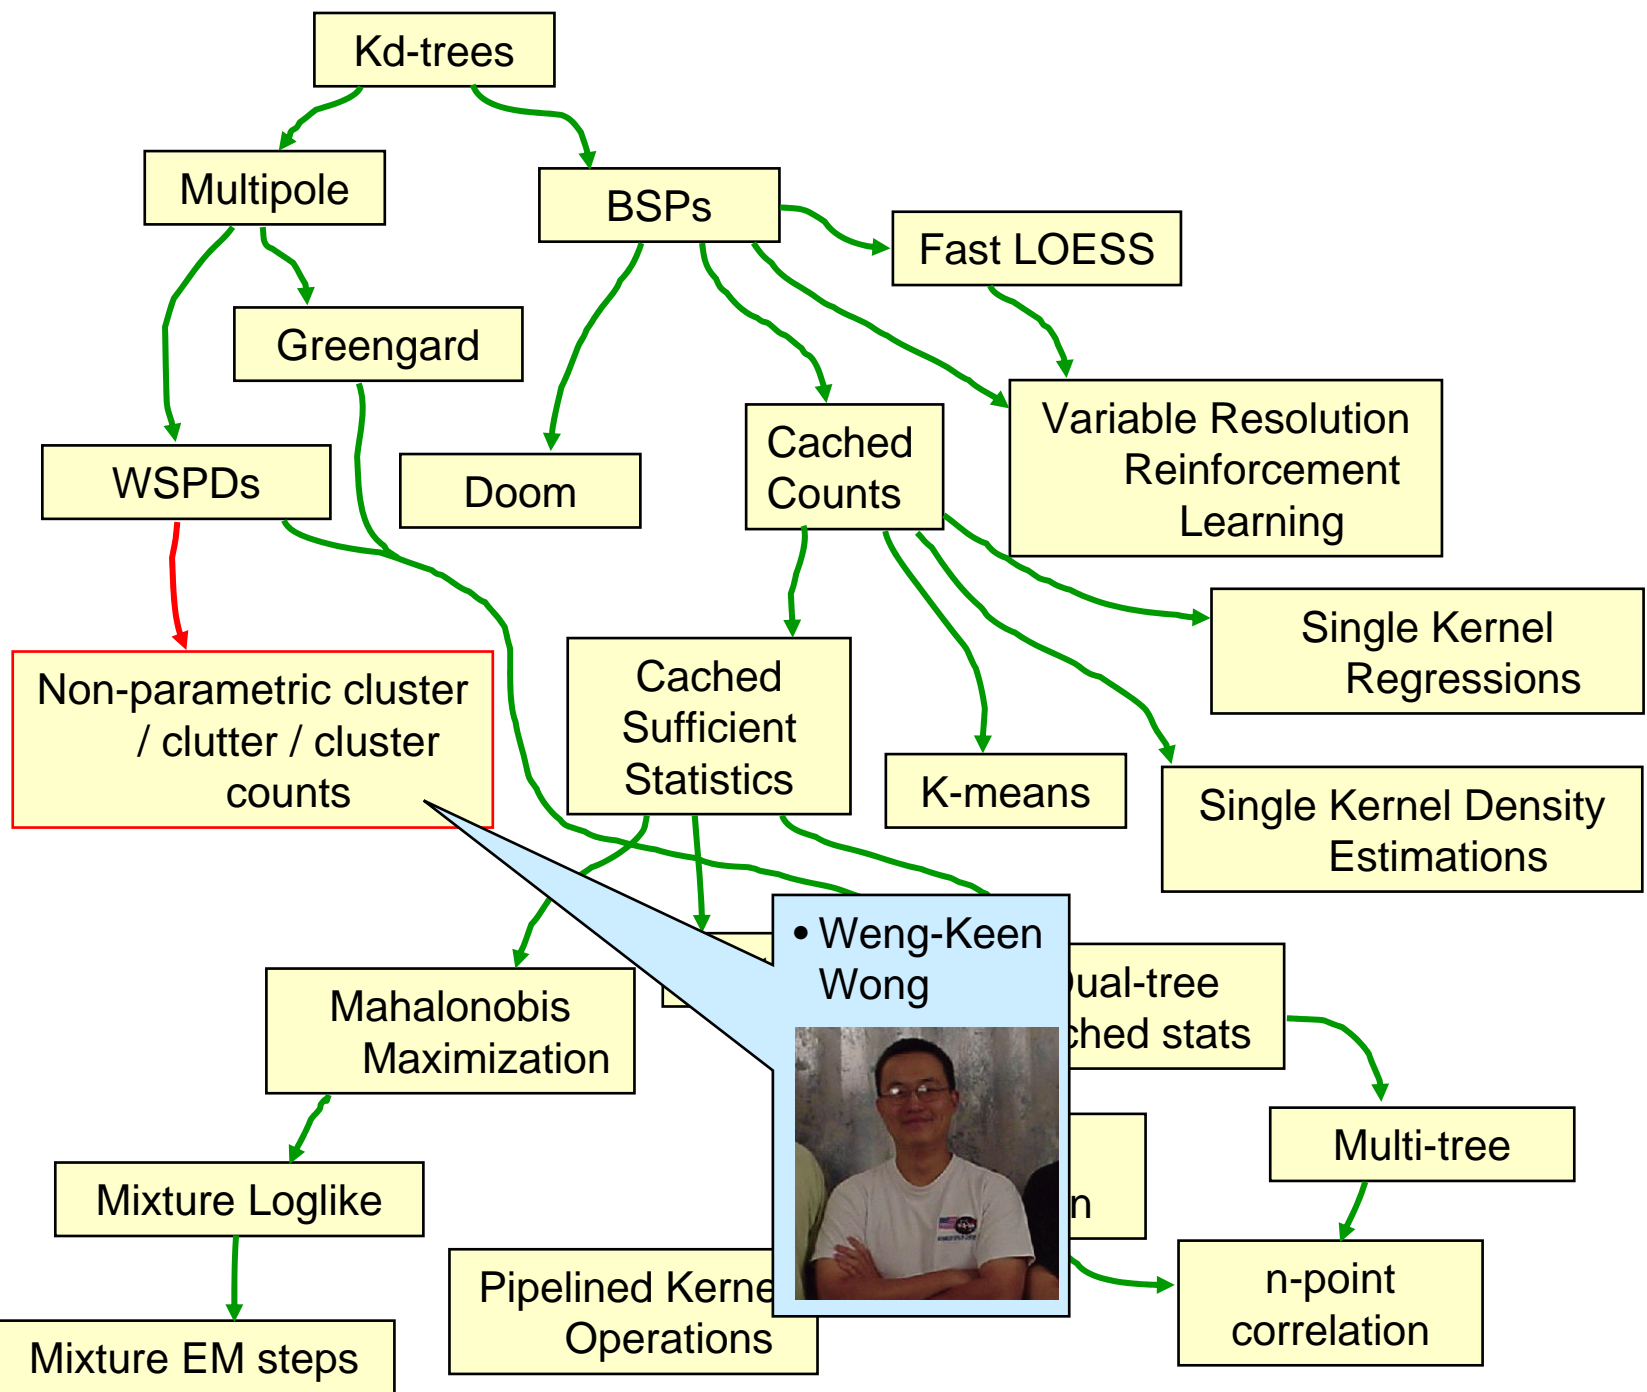 Kd-trees
Multipole
BSPs
Fast LOESS
Greengard
Variable Resolution
Reinforcement
Learning
Cached
Counts
WSPDs
Doom
Single Kernel
Regressions
Non-parametric cluster
/ clutter / cluster
counts
Cached
Sufficient
Statistics
K-means
Single Kernel Density
Estimations
• Weng-Keen
Wong
ual-tree
ched stats
Mahalonobis
Maximization
Multi-tree
Mixture Loglike
n
Pipelined Kerne
Operations
n-point
correlation
Mixture EM steps